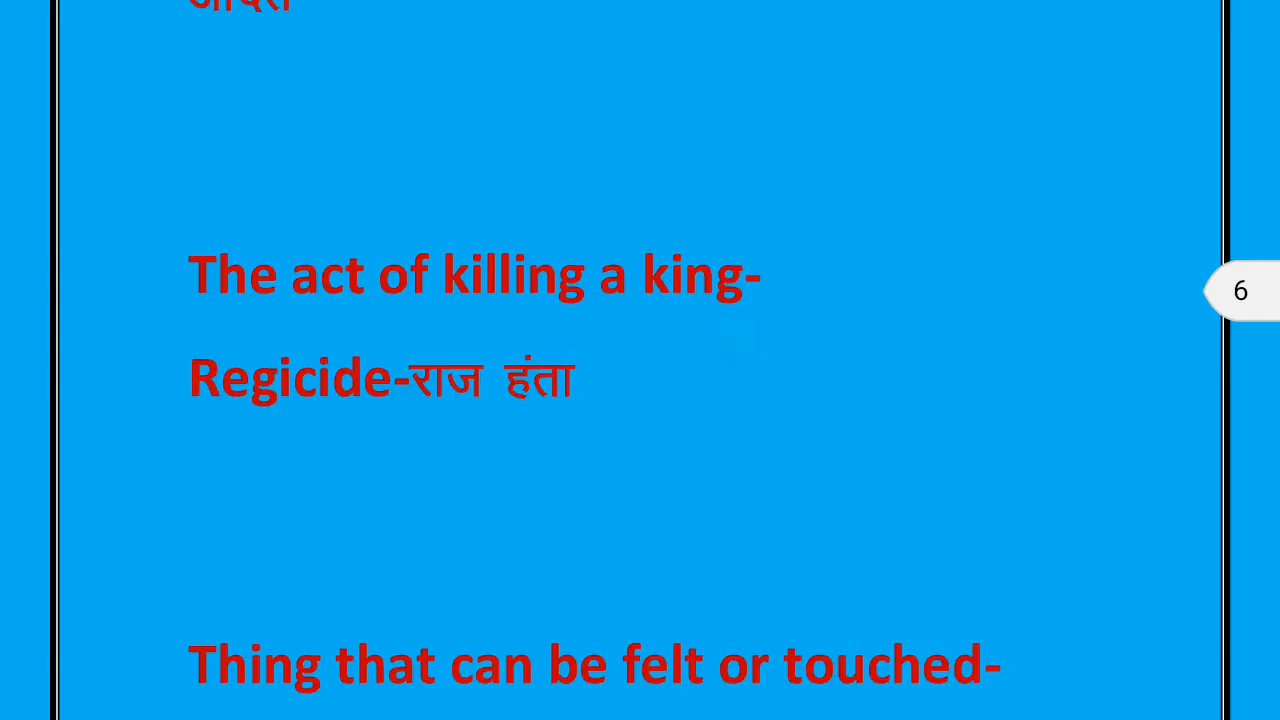 The act of killing a king-
6
Regicide-राज हंता
Thing that can be felt or touched-